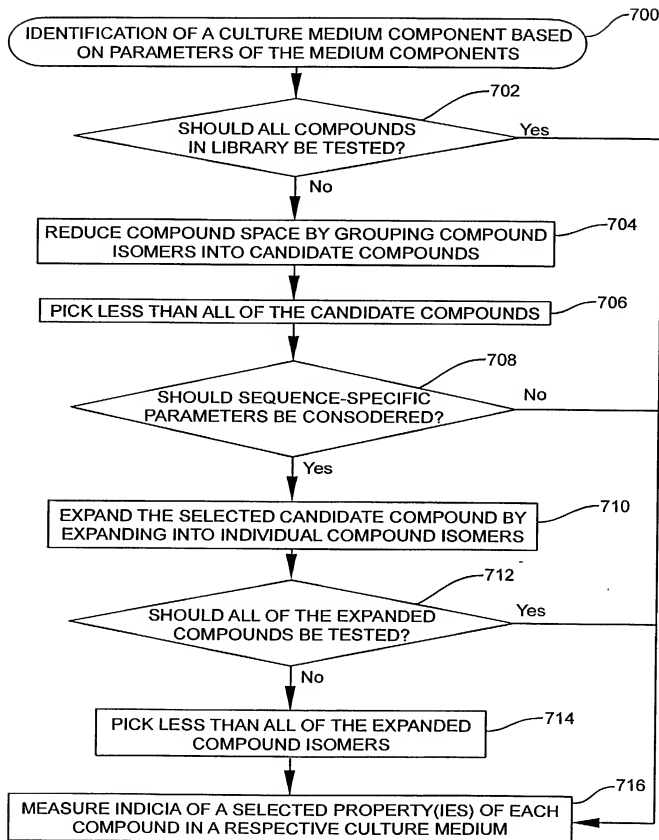 IDENTIFICATION OF A CULTURE MEDIUM COMPONENT BASED
ON PARAMETERS OF THE MEDIUM COMPONENTS
700
702
SHOULD ALL COMPOUNDS
IN LIBRARY BE TESTED?
Yes
No
REDUCE COMPOUND SPACE BY GROUPING COMPOUND
ISOMERS INTO CANDIDATE COMPOUNDS
704
PICK LESS THAN ALL OF THE CANDIDATE COMPOUNDS
706
708
SHOULD SEQUENCE-SPECIFIC
PARAMETERS BE CONSODERED?
No
Yes
EXPAND THE SELECTED CANDIDATE COMPOUND BY
EXPANDING INTO INDIVIDUAL COMPOUND ISOMERS
710
712
SHOULD ALL OF THE EXPANDED
COMPOUNDS BE TESTED?
Yes
No
PICK LESS THAN ALL OF THE EXPANDED
COMPOUND ISOMERS
714
716
MEASURE INDICIA OF A SELECTED PROPERTY(IES) OF EACH
COMPOUND IN A RESPECTIVE CULTURE MEDIUM